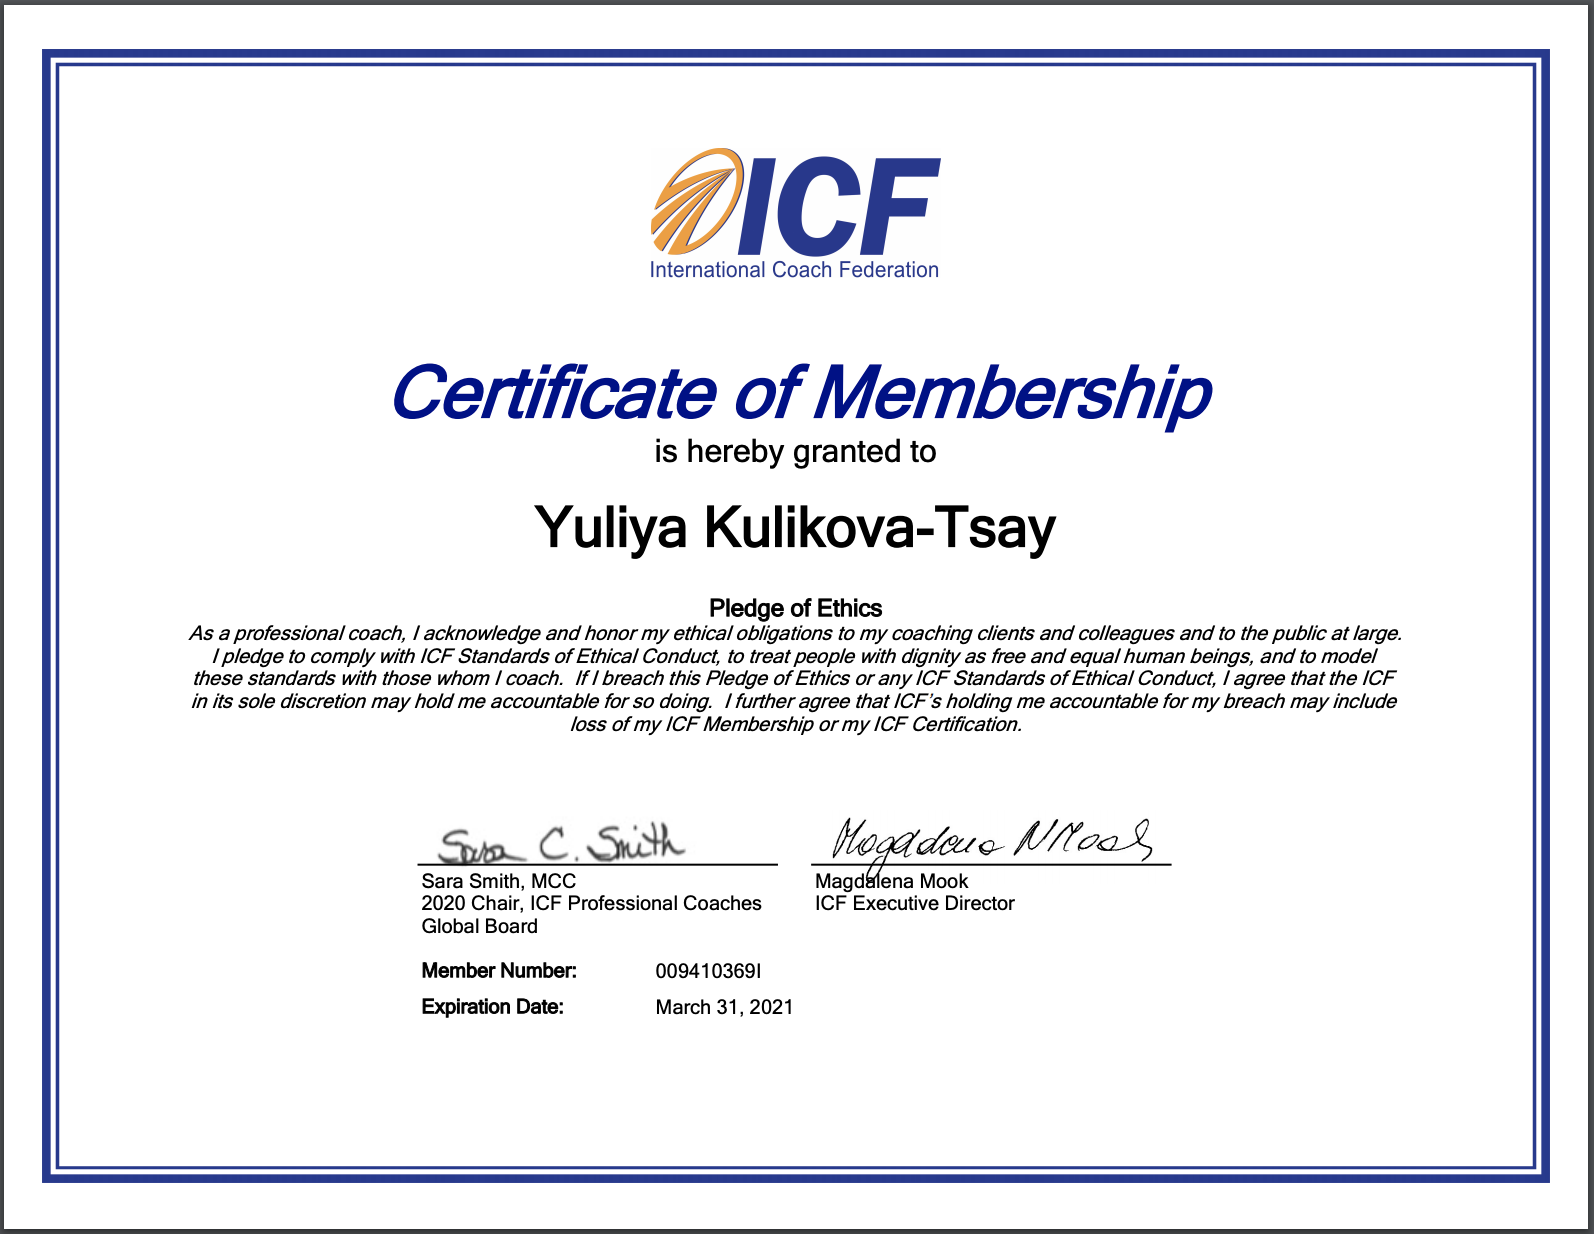 ICF
International Coach Federation
Certificate of Membership
is hereby granted to
Yuliya Kulikova-Tsay
Pledge of Ethics
As a professional coach, I acknowledge and honor my ethical obligations to my coaching clients and colleagues and to the public at large.
I pledge to comply with ICF Standards of Ethical Conduct, to treat people with dignity as free and equal human beings, and to model
these standards with those whom I coach.  If I breach this Pledge of Ethics or any ICF Standards of Ethical Conduct, I agree that the ICF
in its sole discretion may hold me accountable for so doing.  I further agree that ICF’s holding me accountable for my breach may include
loss of my ICF Membership or my ICF Certification.
Sara C. Smith
Magdalena N Mook
Sara Smith, MCC
2020 Chair, ICF Professional Coaches
Global Board
Magdalena Mook
ICF Executive Director
Member Number: 009410369I
Expiration Date: March 31, 2021